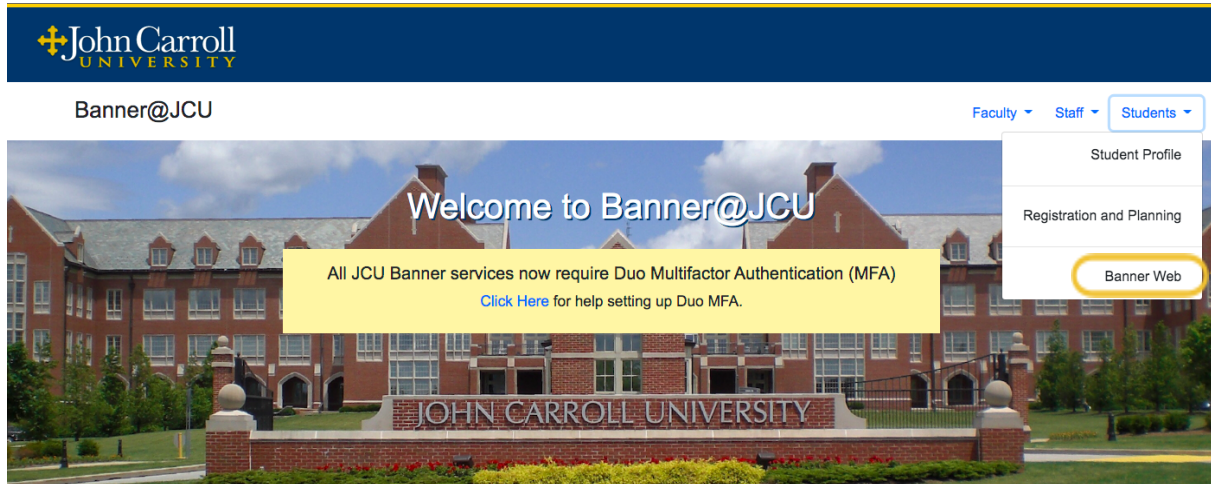 John Carroll
UNIVERSITY
Banner@JCU
Faculty
Staff
Students
Student Profile
Registration and Planning
Banner Web
Welcome to Banner@JCU
All JCU Banner services now require Duo Multifactor Authentication (MFA)
Click Here for help setting up Duo MFA.
JOHN CARROLL UNIVERSITY